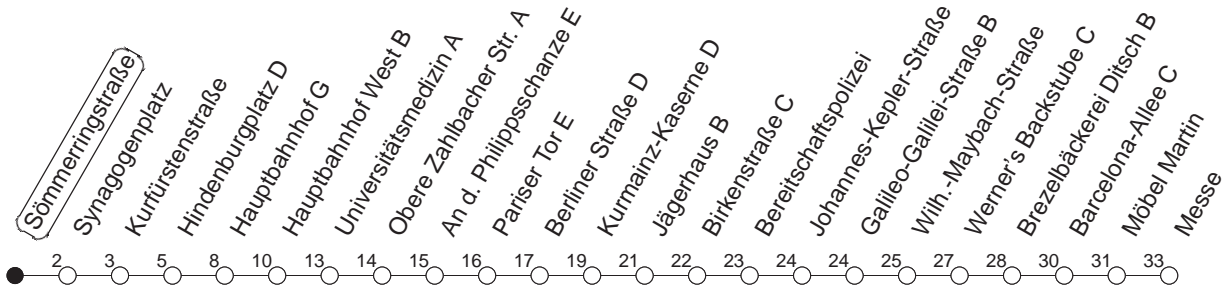 Sömmerringstraße
Synagogenplatz
Kurfürstenstraße
Hindenburgplatz D
Hauptbahnhof G
Hauptbahnhof West B
Universitätsmedizin A
Obere Zahlbacher Str. A
An d. Philippsschanze E
Pariser Tor E
Berliner Straße D
Kurmainz-Kaserne D
Jägerhaus B
Birkenstraße C
Bereitschaftspolizei
Johannes-Kepler-Straße
Galileo-Galilei-Straße B
Wilh.-Maybach-Straße
Werner's Backstube C
Brezelbäckerei Ditsch B
Barcelona-Allee C
Möbel Martin
Messe
2 3 5 8 10 13 14 15 16 17 19 21 22 23 24 24 25 27 28 30 31 33